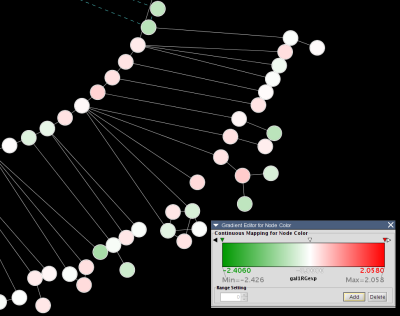 Gradient Editor for Node Color
Continuous Mapping for Node Color
-2.4060 2.0580
Min=-2.426 gal1RGexp Max=2.058
Range Setting
Add Delete